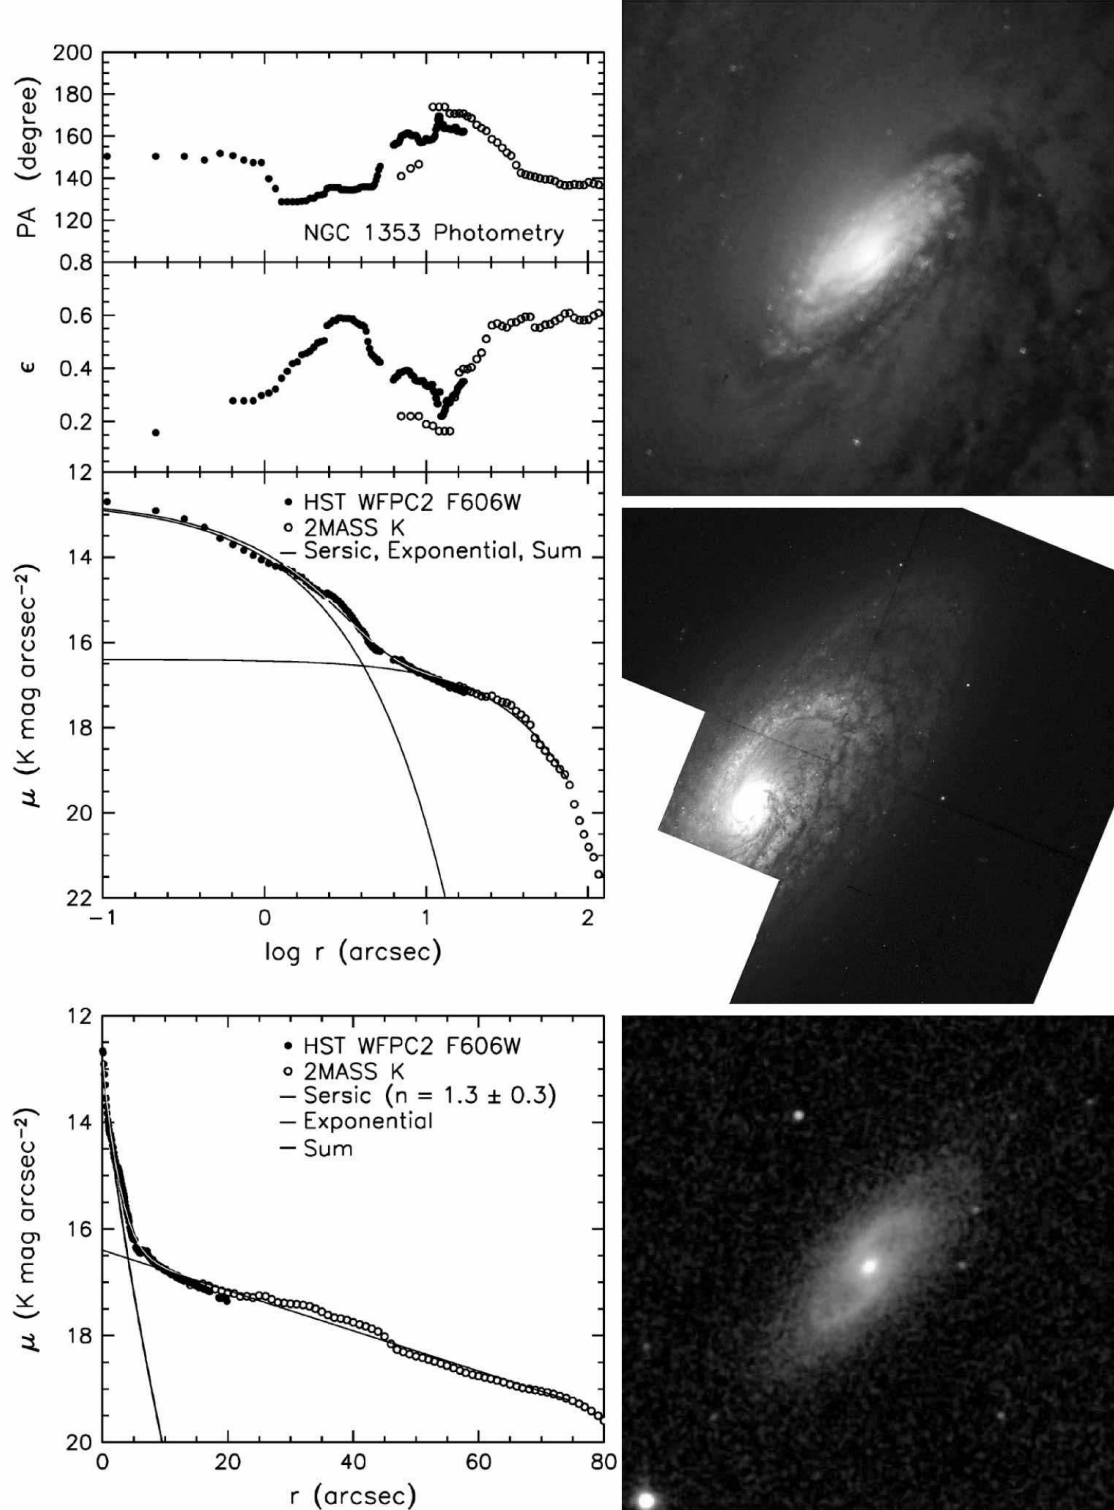 200
180
160
140
120
PA (degree)
NGC 1353 Photometry
0.8
0.6
0.4
0.2
ϵ
12
14
16
18
20
22
μ (K mag arcsec−2)
HST WFPC2 F606W
2MASS K
Sersic, Exponential, Sum
−1 0 1 2
log r (arcsec)
12
14
16
18
20
μ (K mag arcsec−2)
HST WFPC2 F606W
2MASS K
Sersic (n = 1.3 ± 0.3)
Exponential
Sum
0 20 40 60 80
r (arcsec)